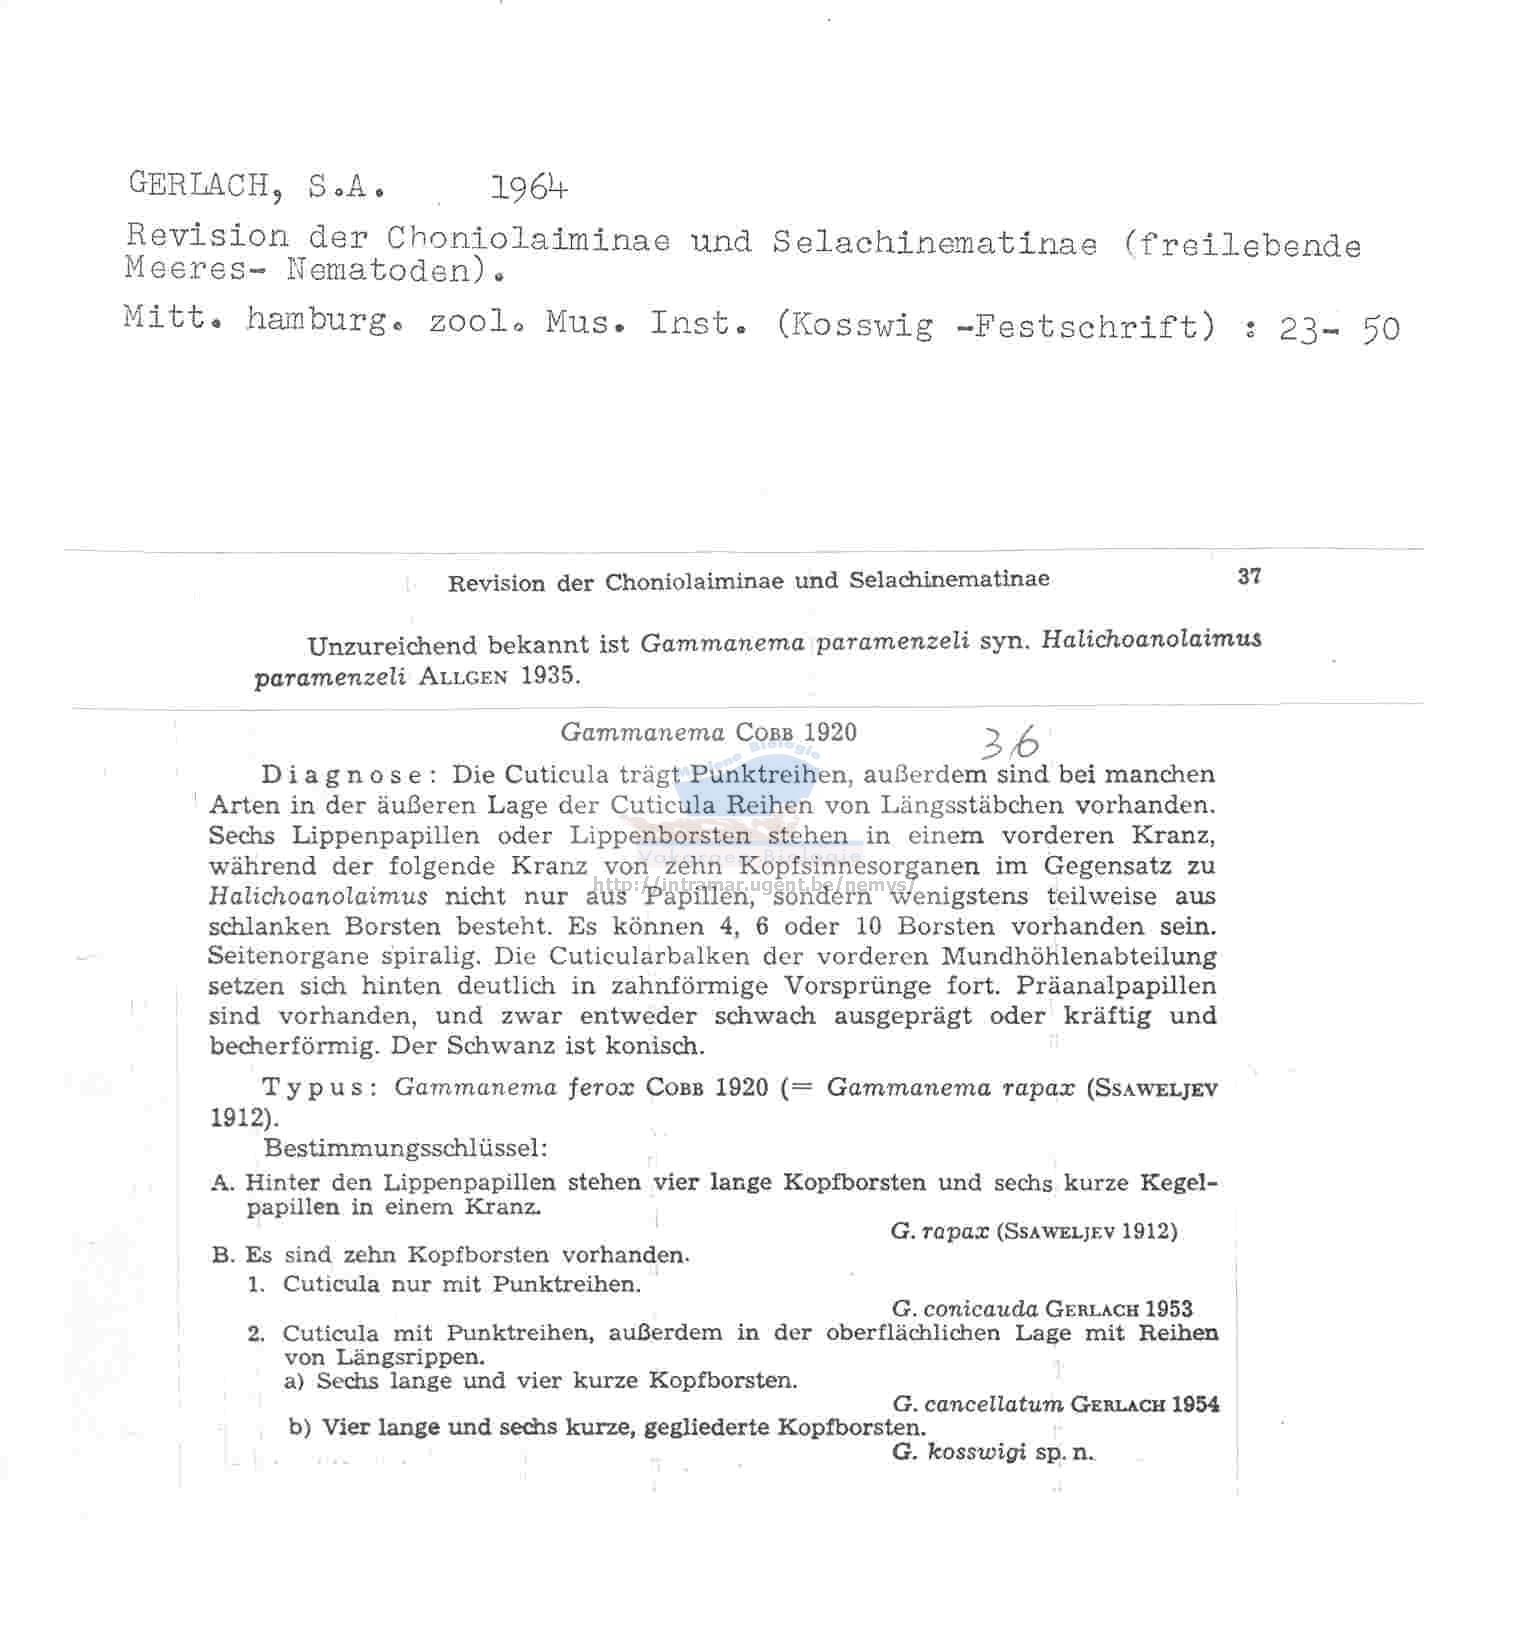 GERLACH, S.A. 1964
Revision der Choniolaiminae und Selachinematinae (freilebende
Meeres- Nematoden).
Mitt. hamburg. zool. Mus. Inst. (Kosswig -Festschrift) : 23- 50
Revision der Choniolaiminae und Selachinematinae 37
Unzureichend bekannt ist Gammanema paramenzeli syn. Halichoanolaimus
paramenzeli ALLGEN 1935.
Gammanema COBB 1920 36
Diagnose: Die Cuticula trägt Punktreihen, außerdem sind bei manchen
Arten in der äußeren Lage der Cuticula Reihen von Längsstäbchen vorhanden.
Sechs Lippenpapillen oder Lippenborsten stehen in einem vorderen Kranz,
während der folgende Kranz von zehn Kopfsinnesorganen im Gegensatz zu
Halichoanolaimus nicht nur aus Papillen, sondern wenigstens teilweise aus
schlanken Borsten besteht. Es können 4, 6 oder 10 Borsten vorhanden sein.
Seitenorgane spiralig. Die Cuticularbalken der vorderen Mundhöhlenabteilung
setzen sich hinten deutlich in zahnförmige Vorsprünge fort. Präanalpapillen
sind vorhanden, und zwar entweder schwach ausgeprägt oder kräftig und
becherförmig. Der Schwanz ist konisch.
Typus: Gammanema ferox COBB 1920 (= Gammanema rapax (SSAWELJEV
1912).
Bestimmungsschlüssel:
A. Hinter den Lippenpapillen stehen vier lange Kopfborsten und sechs kurze Kegel-
papillen in einem Kranz.
G. rapax (SSAWELJEV 1912)
B. Es sind zehn Kopfborsten vorhanden.
1. Cuticula nur mit Punktreihen.
G. conicauda GERLACH 1953
2. Cuticula mit Punktreihen, außerdem in der oberflächlichen Lage mit Reihen
von Längsrippen.
a) Sechs lange und vier kurze Kopfborsten.
G. cancellatum GERLACH 1954
b) Vier lange und sechs kurze, gegliederte Kopfborsten.
G. kosswigi sp. n.
Mariene Biologie
Vakgroep Biologie
http://intramar.ugent.be/nemys/